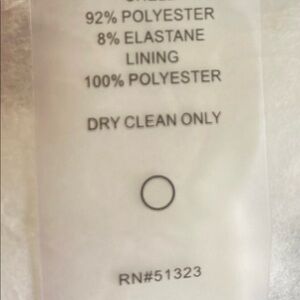 92% POLYESTER
8% ELASTANE
LINING
100% POLYESTER
DRY CLEAN ONLY
RN#51323